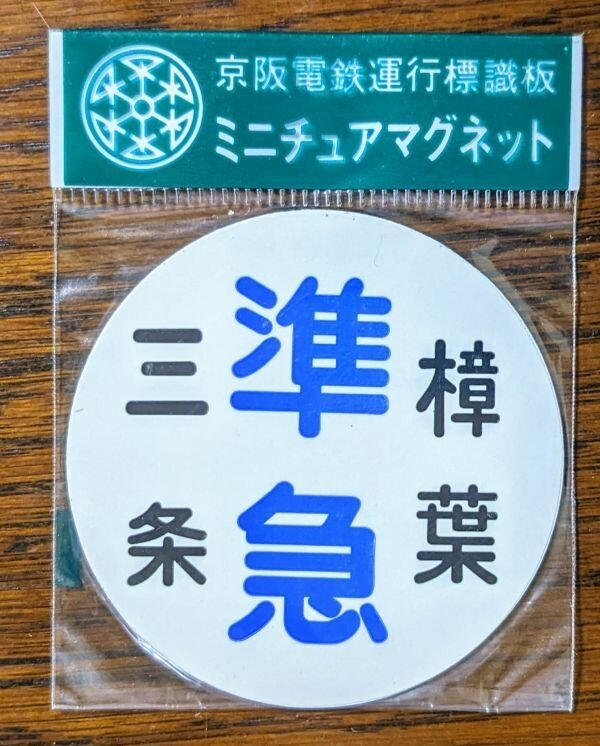 京阪電鉄運行標識板
ミニチュアマグネット
樟葉
準急
三条